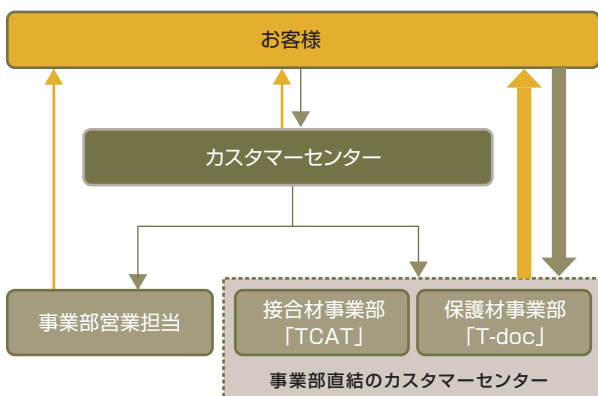 お客様
カスタマーセンター
事業部営業担当
接合材事業部
「TCAT」
保護材事業部
「T-doc」
事業部直結のカスタマーセンター